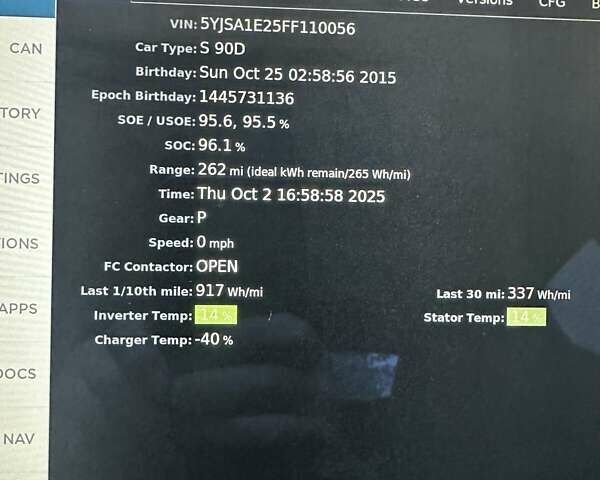 Versions CFG
VIN: 5YJSA1E25FF110056
CAN
Car Type: S 90D
Birthday: Sun Oct 25 02:58:56 2015
Epoch Birthday: 1445731136
TORY
SOE / USOE: 95.6, 95.5 %
SOC: 96.1 %
Range: 262 mi (ideal kWh remain/265 Wh/mi)
TINGS
Time: Thu Oct 2 16:58:58 2025
Gear: P
IONS
Speed: 0 mph
FC Contactor: OPEN
Last 1/10th mile: 917 Wh/mi Last 30 mi: 337 Wh/mi
APPS
Inverter Temp: 14 % Stator Temp: 14 %
Charger Temp: -40 %
DOCS
NAV